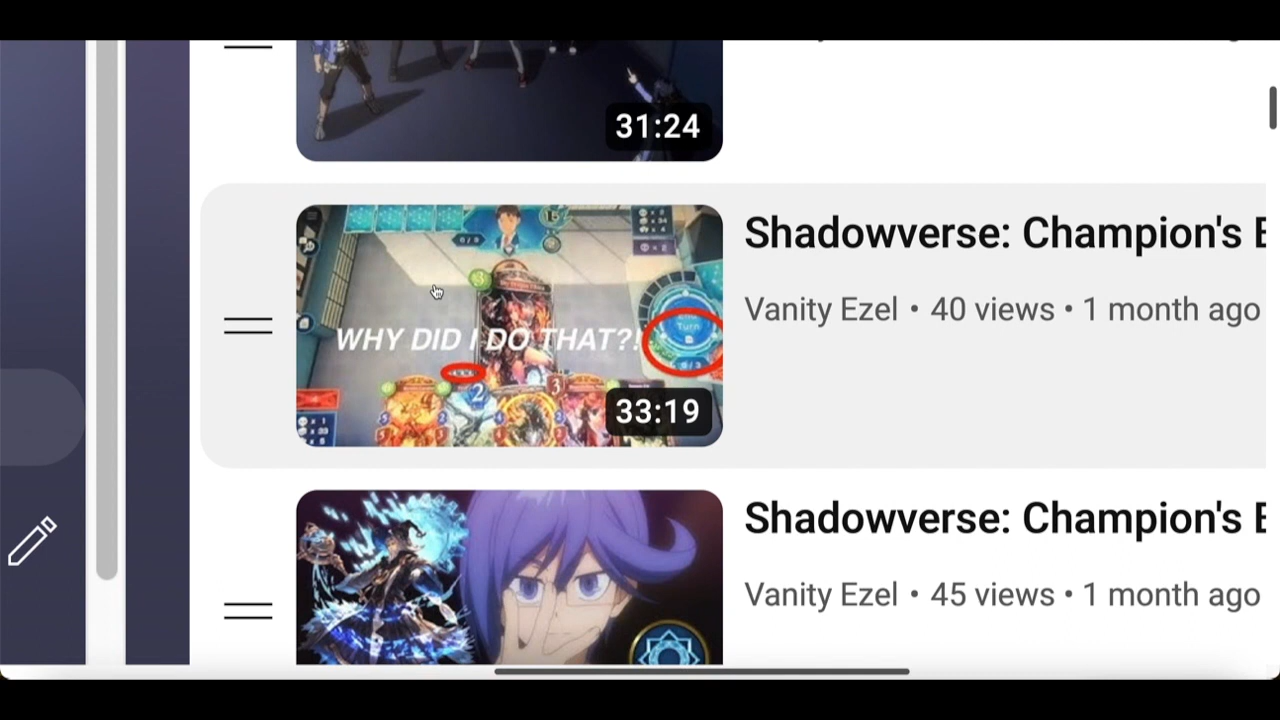 31:24
Shadowverse: Champion's
Vanity Ezel • 40 views • 1 month ago
WHY DID I DO THAT?!
Turn
33:19
Shadowverse: Champion's
Vanity Ezel • 45 views • 1 month ago